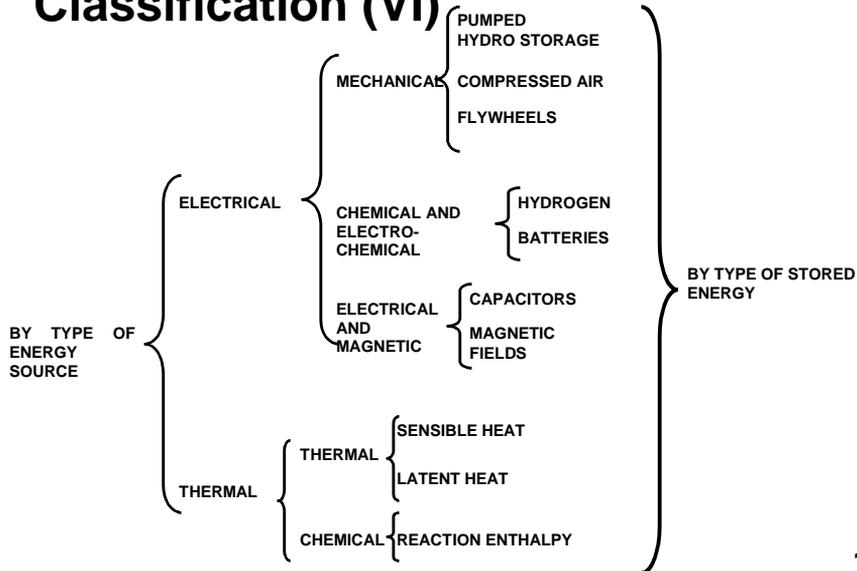 Classification (VI)
PUMPED
HYDRO STORAGE
MECHANICAL
COMPRESSED AIR
FLYWHEELS
ELECTRICAL
CHEMICAL AND
ELECTRO-
CHEMICAL
HYDROGEN
BATTERIES
ELECTRICAL
AND
MAGNETIC
CAPACITORS
MAGNETIC
FIELDS
BY TYPE OF STORED
ENERGY
BY TYPE OF
ENERGY
SOURCE
THERMAL
THERMAL
SENSIBLE HEAT
LATENT HEAT
CHEMICAL
REACTION ENTHALPY